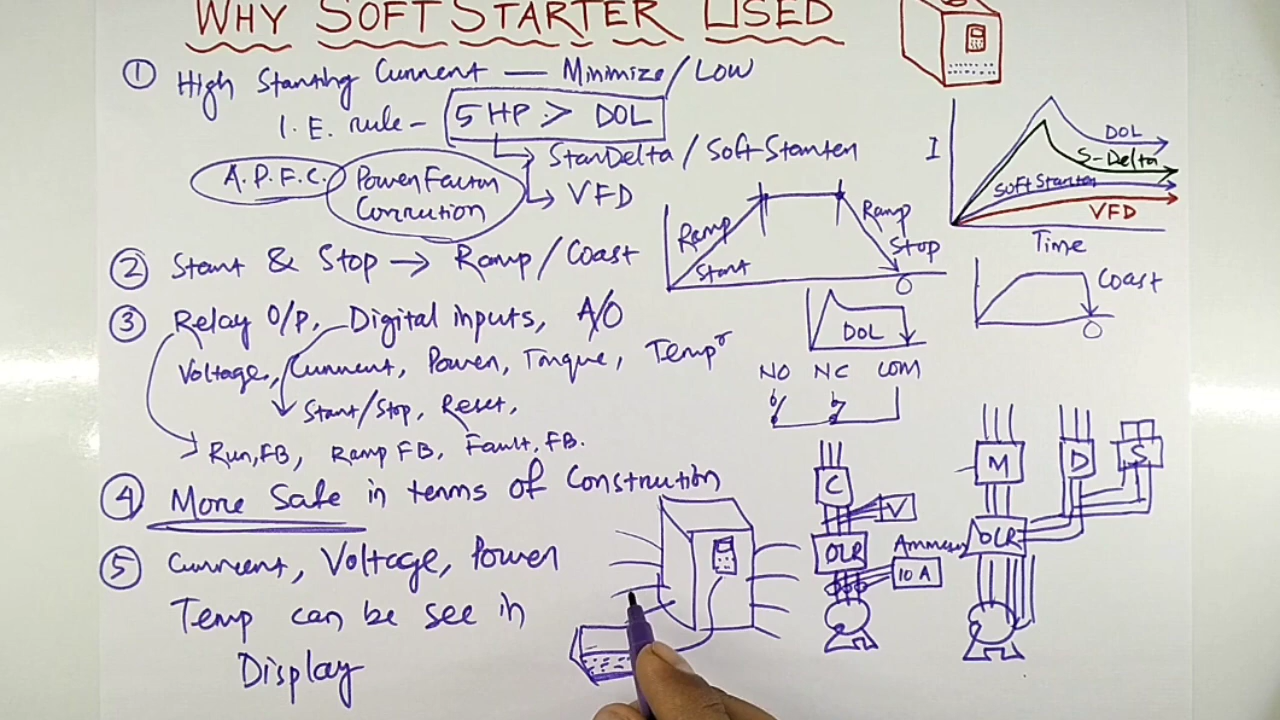 WHY SOFT STARTER USED
① High Starting Current — Minimize/Low
I.E. rule - 5 HP > DOL
StarDelta / Soft Starter
VFD
A.P.F.C. Power Factor
Corrution
② Start & Stop → Ramp/Coast
③ Relay O/P, Digital inputs, A/O
Voltage, Current, Power, Torque, Tempr
Start/Stop, Reset,
Run,FB, Ramp FB, Fault, FB.
④ More Safe in terms of Constrution
⑤ Current, Voltage, Power
Temp can be see in
Display
I
DOL
S-Delta
Soft Starter
VFD
Time
Ramp
Start
Ramp
Stop
0
Coast
0
DOL
NO NC COM
C
V
OLR
Ammeter
10 A
M D S
OLR